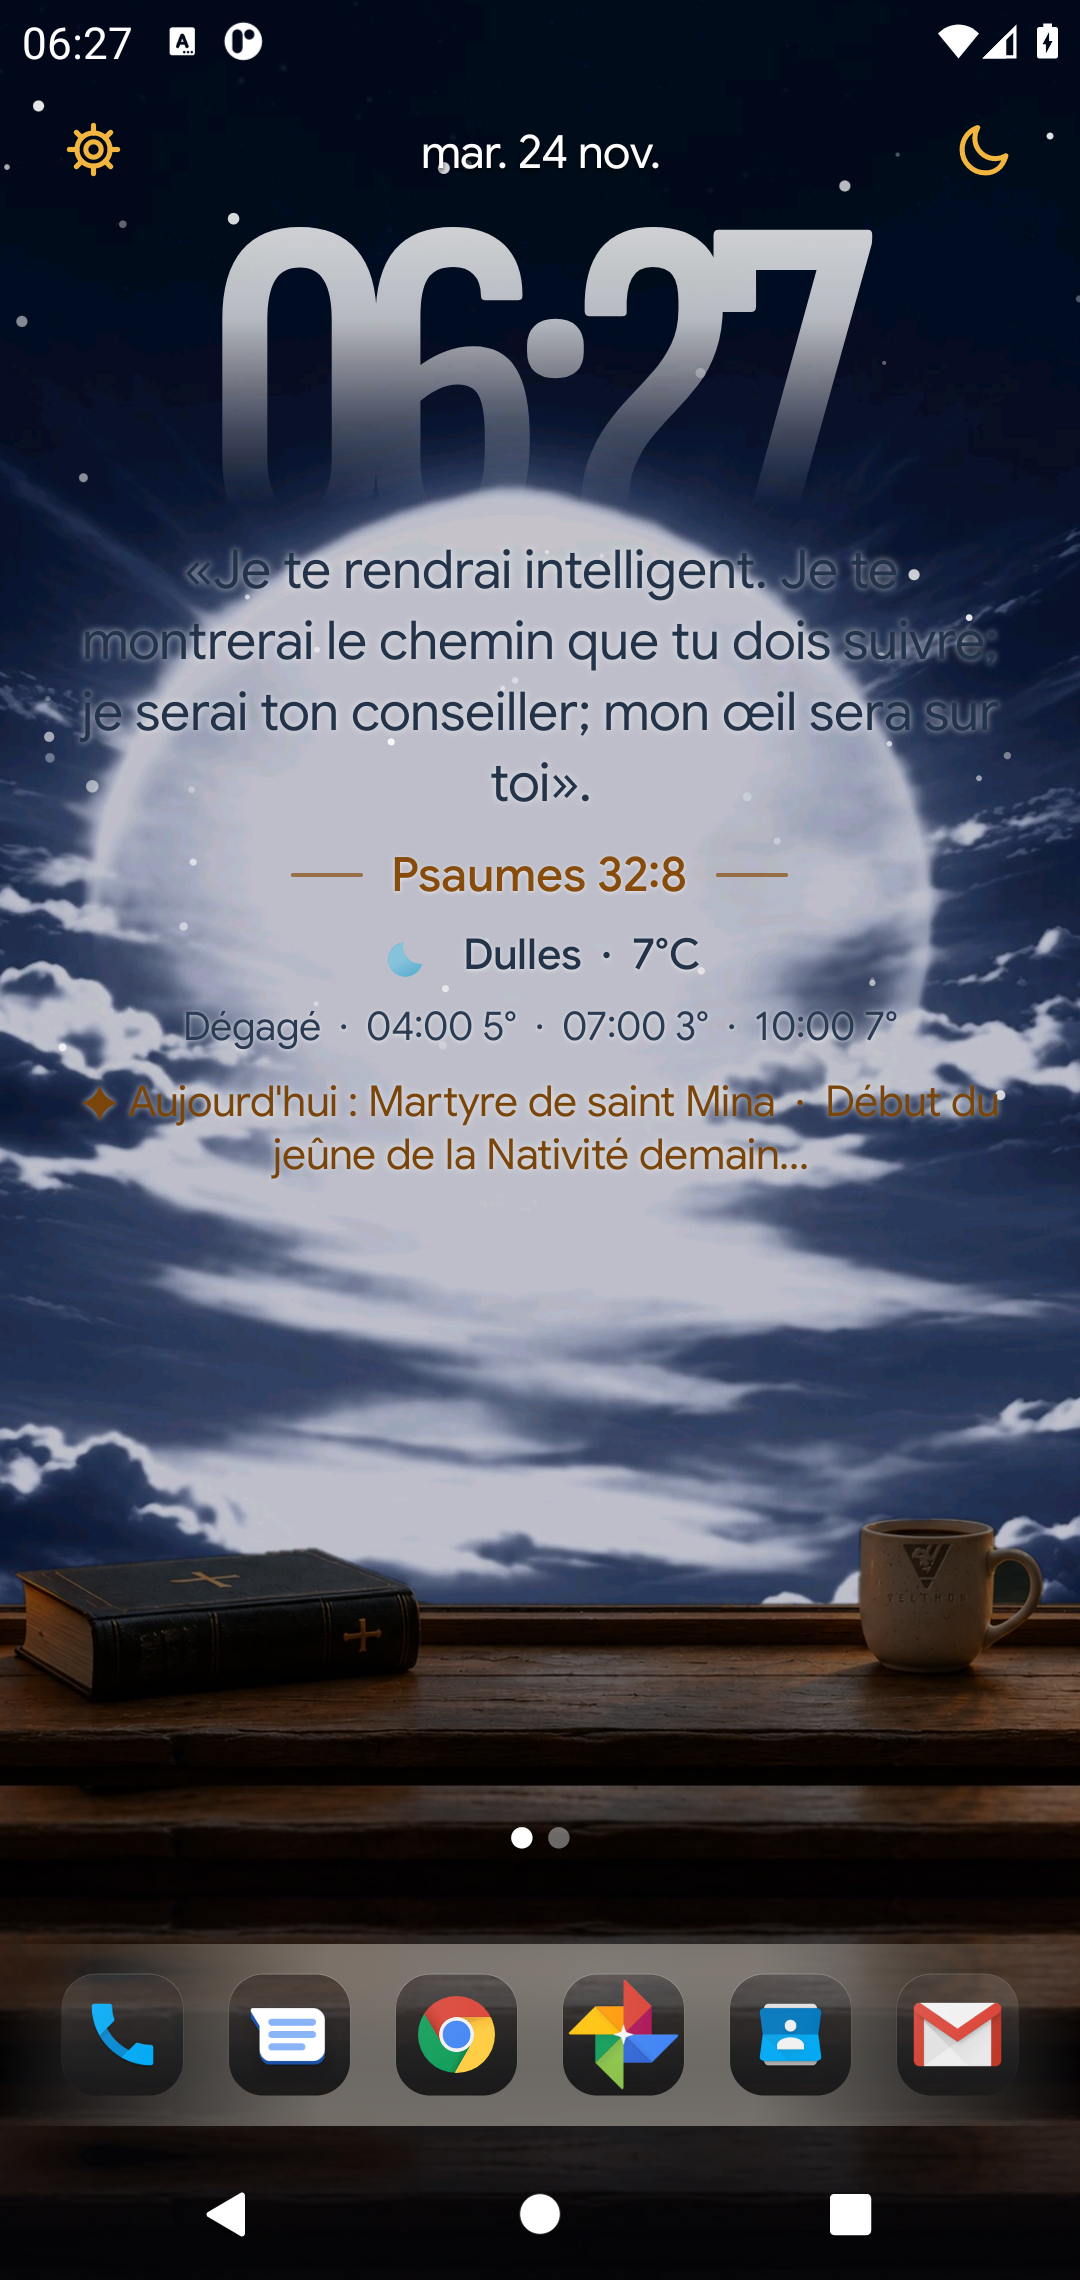 06:27
mar. 24 nov.
06:27
«Je te rendrai intelligent. Je te
montrerai le chemin que tu dois suivre;
je serai ton conseiller; mon œil sera sur
toi».
Psaumes 32:8
Dulles · 7°C
Dégagé · 04:00 5° · 07:00 3° · 10:00 7°
✦ Aujourd'hui : Martyre de saint Mina · Début du
jeûne de la Nativité demain...